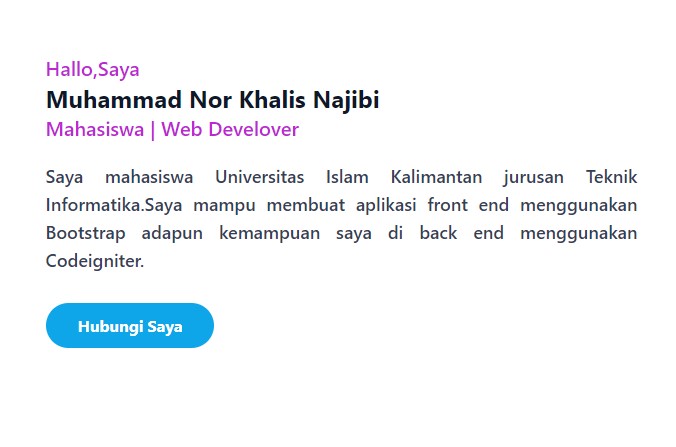 Hallo,Saya
Muhammad Nor Khalis Najibi
Mahasiswa | Web Develover
Saya mahasiswa Universitas Islam Kalimantan jurusan Teknik
Informatika.Saya mampu membuat aplikasi front end menggunakan
Bootstrap adapun kemampuan saya di back end menggunakan
Codeigniter.
Hubungi Saya